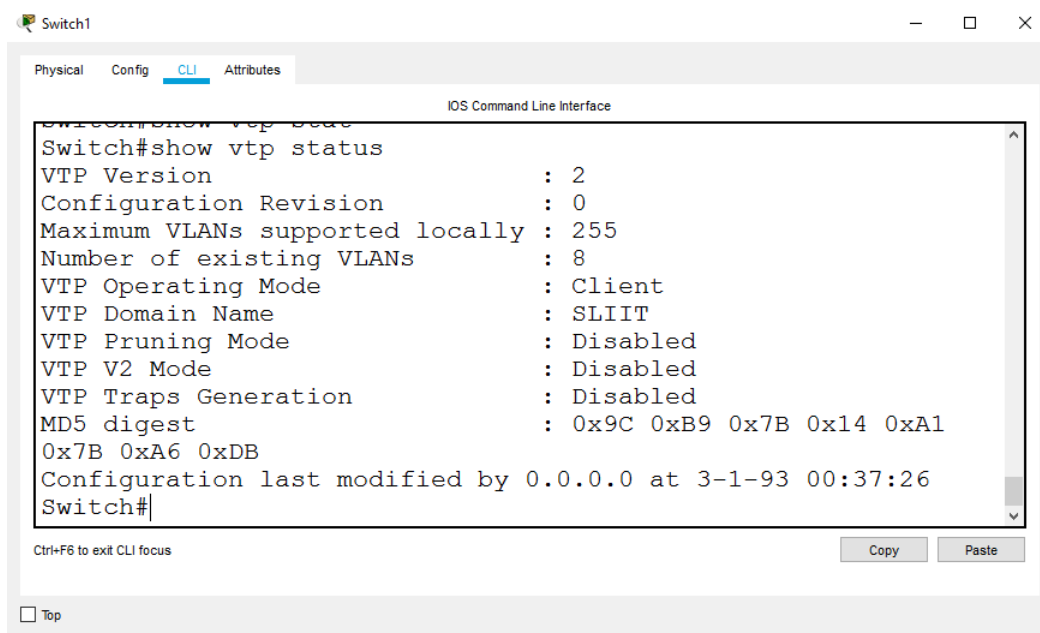 Switch1
Physical Config CLI Attributes
IOS Command Line Interface
Switch#show vtp stat
Switch#show vtp status
VTP Version : 2
Configuration Revision : 0
Maximum VLANs supported locally : 255
Number of existing VLANs : 8
VTP Operating Mode : Client
VTP Domain Name : SLIIT
VTP Pruning Mode : Disabled
VTP V2 Mode : Disabled
VTP Traps Generation : Disabled
MD5 digest : 0x9C 0xB9 0x7B 0x14 0xA1
0x7B 0xA6 0xDB
Configuration last modified by 0.0.0.0 at 3-1-93 00:37:26
Switch#
Ctrl+F6 to exit CLI focus
Copy Paste
Top